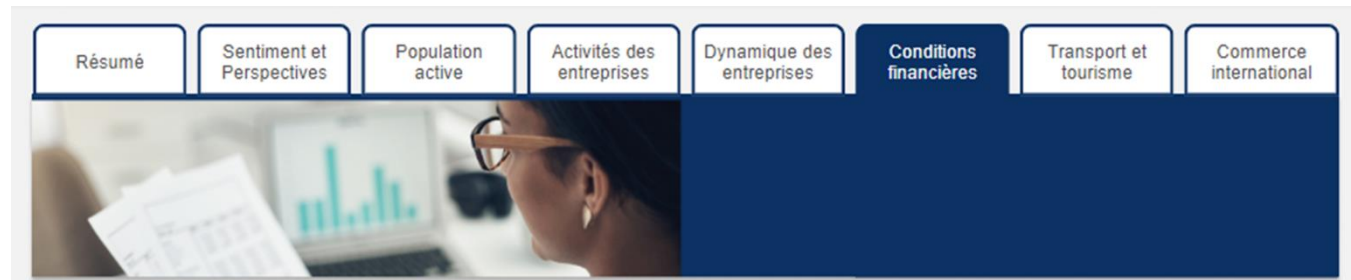 Résumé
Sentiment et
Perspectives
Population
active
Activités des
entreprises
Dynamique des
entreprises
Conditions
financières
Transport et
tourisme
Commerce
international